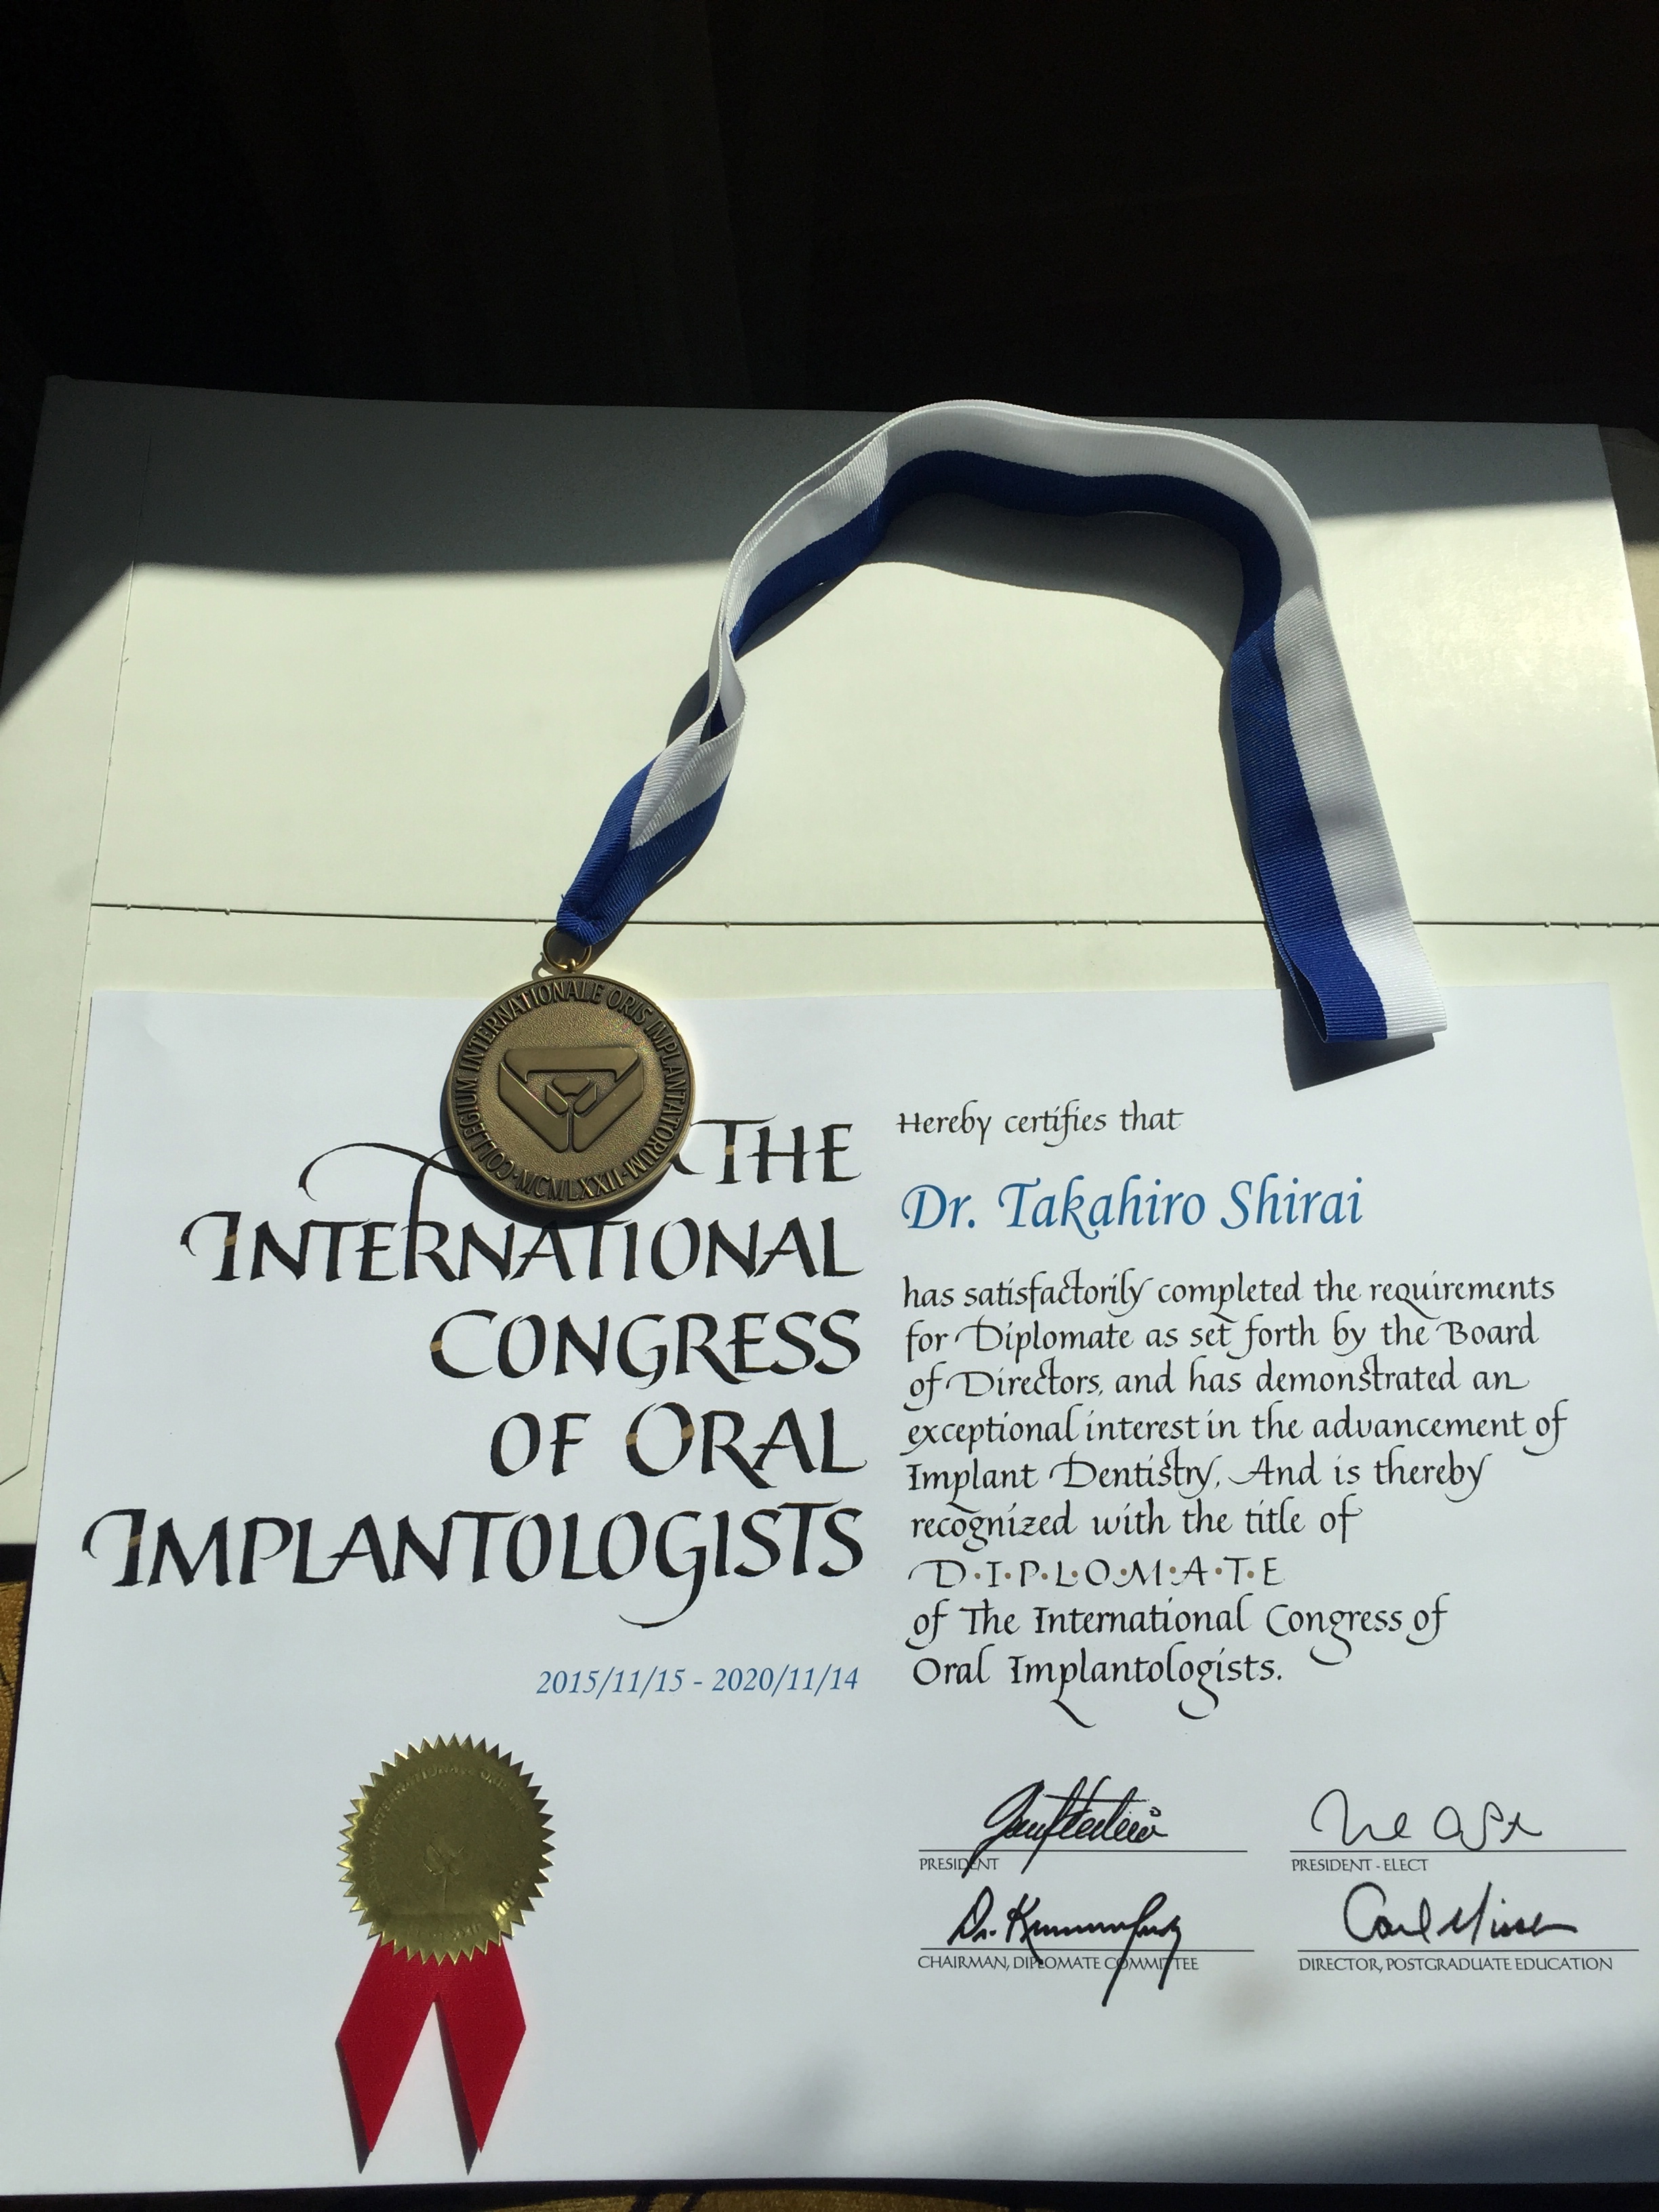 COLLEGIUM INTERNATIONALE ORIS IMPLANTATORUM · MCMLXXII ·
THE
INTERNATIONAL
CONGRESS
OF ORAL
IMPLANTOLOGISTS
2015/11/15 - 2020/11/14
Hereby certifies that
Dr. Takahiro Shirai
has satisfactorily completed the requirements
for Diplomate as set forth by the Board
of Directors, and has demonstrated an
exceptional interest in the advancement of
Implant Dentistry. And is thereby
recognized with the title of
D·I·P·L·O·M·A·T·E
of The International Congress of
Oral Implantologists.
PRESIDENT
PRESIDENT - ELECT
CHAIRMAN, DIPLOMATE COMMITTEE
DIRECTOR, POSTGRADUATE EDUCATION